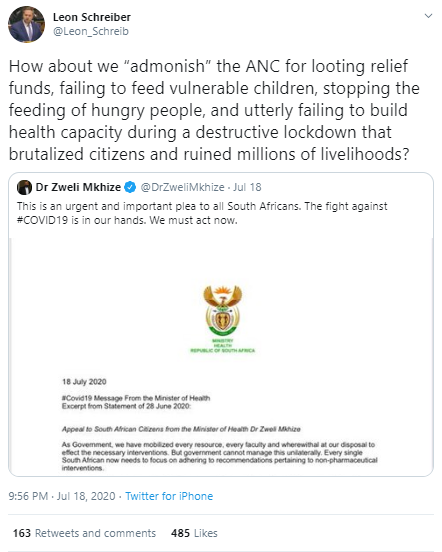 Leon Schreiber
@Leon_Schreib
How about we “admonish” the ANC for looting relief
funds, failing to feed vulnerable children, stopping the
feeding of hungry people, and utterly failing to build
health capacity during a destructive lockdown that
brutalized citizens and ruined millions of livelihoods?
Dr Zweli Mkhize @DrZweliMkhize · Jul 18
This is an urgent and important plea to all South Africans. The fight against
#COVID19 is in our hands. We must act now.
MINISTRY
HEALTH
REPUBLIC OF SOUTH AFRICA
18 July 2020
#Covid19 Message From the Minister of Health
Excerpt from Statement of 28 June 2020:
Appeal to South African Citizens from the Minister of Health Dr Zweli Mkhize
As Government, we have mobilized every resource, every faculty and wherewithal at our disposal to
effect the necessary interventions. But government cannot manage this unilaterally. Every single
South African now needs to focus on adhering to recommendations pertaining to non-pharmaceutical
interventions.
9:56 PM · Jul 18, 2020 · Twitter for iPhone
163 Retweets and comments 485 Likes